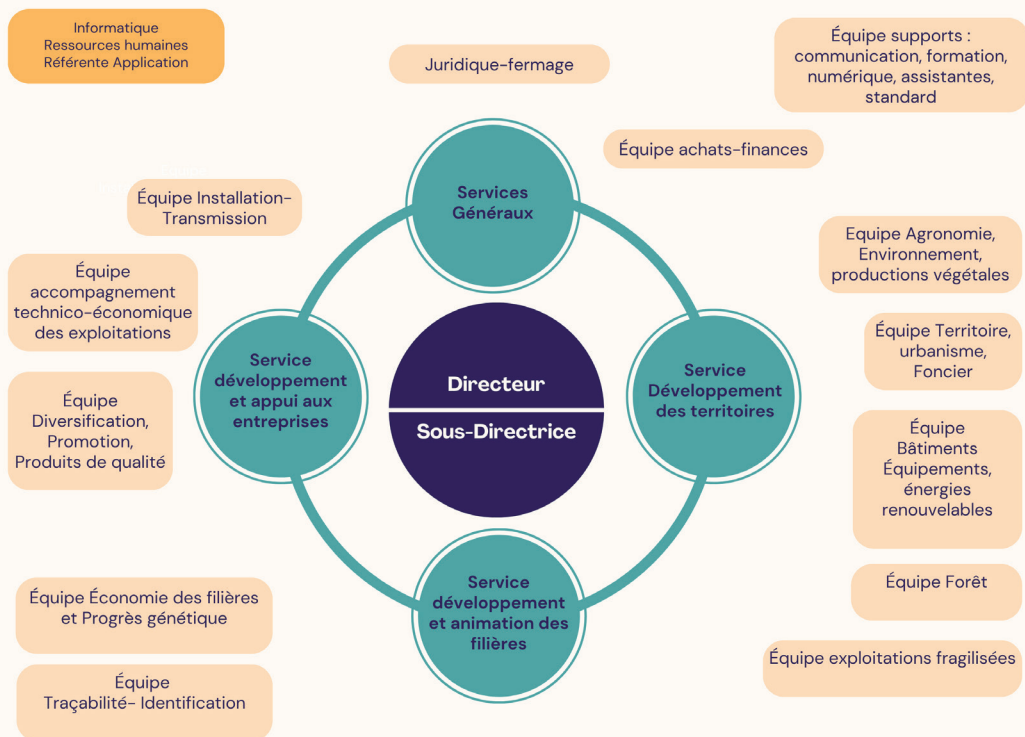 Informatique
Ressources humaines
Référente Application
Juridique-fermage
Équipe supports :
communication, formation,
numérique, assistantes,
standard
Équipe achats-finances
Services
Généraux
Équipe Installation-
Transmission
Equipe Agronomie,
Environnement,
productions végétales
Équipe
accompagnement
technico-économique
des exploitations
Équipe Territoire,
urbanisme,
Foncier
Service
développement
et appui aux
entreprises
Directeur
Sous-Directrice
Service
Développement
des territoires
Équipe
Diversification,
Promotion,
Produits de qualité
Équipe
Bâtiments
Équipements,
énergies
renouvelables
Équipe Économie des filières
et Progrès génétique
Service
développement
et animation des
filières
Équipe Forêt
Équipe exploitations fragilisées
Équipe
Traçabilité- Identification